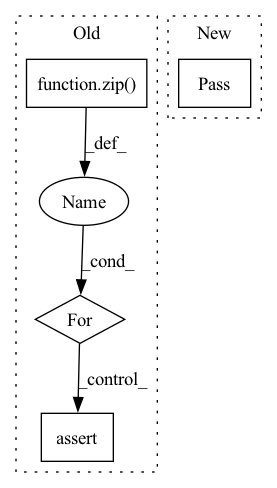 Old
New
function.zip()
Pass
_def_
Name
_cond_
For
_control_
assert